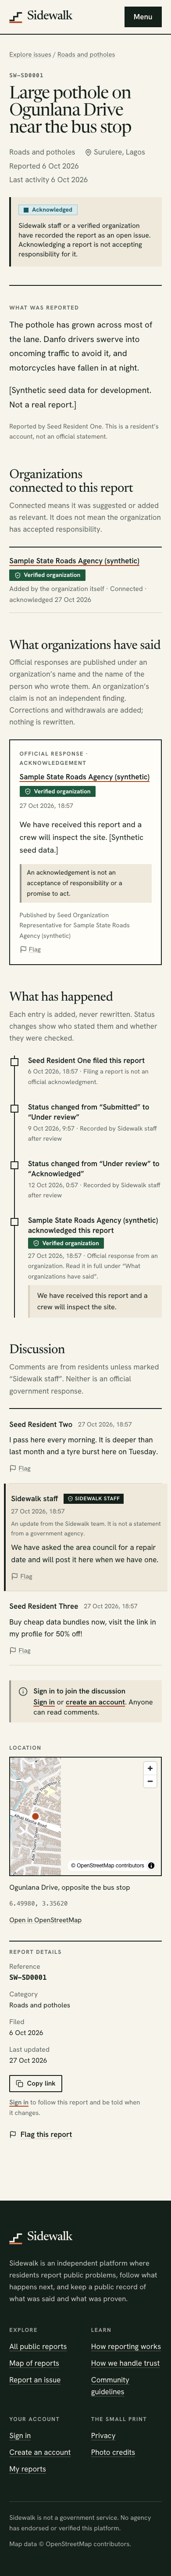 Sidewalk
Menu
Explore issues / Roads and potholes
SW-SD0001
Large pothole on
Ogunlana Drive
near the bus stop
Roads and potholes
Surulere, Lagos
Reported 6 Oct 2026
Last activity 6 Oct 2026
Acknowledged
Sidewalk staff or a verified organization
have recorded the report as an open issue.
Acknowledging a report is not accepting
responsibility for it.
WHAT WAS REPORTED
The pothole has grown across most of
the lane. Danfo drivers swerve into
oncoming traffic to avoid it, and
motorcycles have fallen in at night.
[Synthetic seed data for development.
Not a real report.]
Reported by Seed Resident One. This is a resident's
account, not an official statement.
Organizations
connected to this report
Connected means it was suggested or added
as relevant. It does not mean the organization
has accepted responsibility.
Sample State Roads Agency (synthetic)
Verified organization
Added by the organization itself · Connected ·
acknowledged 27 Oct 2026
What organizations have said
Official responses are published under an
organization's name and the name of the
person who wrote them. An organization's
claim is not an independent finding.
Corrections and withdrawals are added;
nothing is rewritten.
OFFICIAL RESPONSE ·
ACKNOWLEDGEMENT
Sample State Roads Agency (synthetic)
Verified organization
27 Oct 2026, 18:57
We have received this report and a
crew will inspect the site. [Synthetic
seed data.]
An acknowledgement is not an
acceptance of responsibility or a
promise to act.
Published by Seed Organization
Representative for Sample State Roads
Agency (synthetic)
Flag
What has happened
Each entry is added, never rewritten. Status
changes show who stated them and whether
they were checked.
Seed Resident One filed this report
6 Oct 2026, 18:57 · Filing a report is not an
official acknowledgement.
Status changed from “Submitted” to
“Under review”
9 Oct 2026, 9:57 · Recorded by Sidewalk staff
after review
Status changed from “Under review” to
“Acknowledged”
12 Oct 2026, 0:57 · Recorded by Sidewalk staff
after review
Sample State Roads Agency (synthetic)
acknowledged this report
Verified organization
27 Oct 2026, 18:57 · Official response from an
organization. Read it in full under “What
organizations have said”.
We have received this report and a
crew will inspect the site.
Discussion
Comments are from residents unless marked
“Sidewalk staff”. Neither is an official
government response.
Seed Resident Two 27 Oct 2026, 18:57
I pass here every morning. It is deeper than
last month and a tyre burst here on Tuesday.
Flag
Sidewalk staff SIDEWALK STAFF
27 Oct 2026, 18:57
An update from the Sidewalk team. It is not a statement
from a government agency.
We have asked the area council for a repair
date and will post it here when we have one.
Flag
Seed Resident Three 27 Oct 2026, 18:57
Buy cheap data bundles now, visit the link in
my profile for 50% off!
Flag
Sign in to join the discussion
Sign in or create an account. Anyone
can read comments.
LOCATION
+
−
© OpenStreetMap contributors
Ogunlana Drive, opposite the bus stop
6.49980, 3.35620
Open in OpenStreetMap
REPORT DETAILS
Reference
SW-SD0001
Category
Roads and potholes
Filed
6 Oct 2026
Last updated
27 Oct 2026
Copy link
Sign in to follow this report and be told when
it changes.
Flag this report
Sidewalk
Sidewalk is an independent platform where
residents report public problems, follow what
happens next, and keep a public record of
what was said and what was proven.
EXPLORE
All public reports
Map of reports
Report an issue
LEARN
How reporting works
How we handle trust
Community
guidelines
YOUR ACCOUNT
Sign in
Create an account
My reports
THE SMALL PRINT
Privacy
Photo credits
Sidewalk is not a government service. No agency
has endorsed or verified this platform.
Map data © OpenStreetMap contributors.